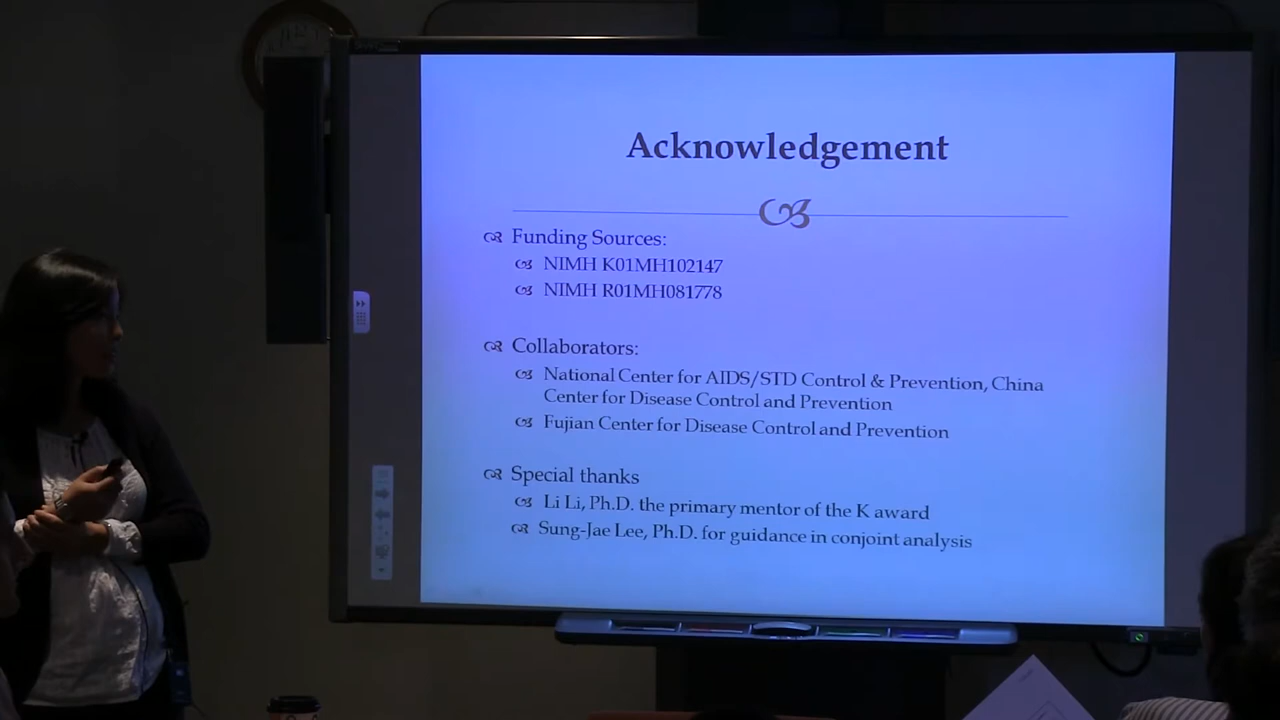 Acknowledgement
Funding Sources:
NIMH K01MH102147
NIMH R01MH081778
Collaborators:
National Center for AIDS/STD Control & Prevention, China
Center for Disease Control and Prevention
Fujian Center for Disease Control and Prevention
Special thanks
Li Li, Ph.D. the primary mentor of the K award
Sung-Jae Lee, Ph.D. for guidance in conjoint analysis